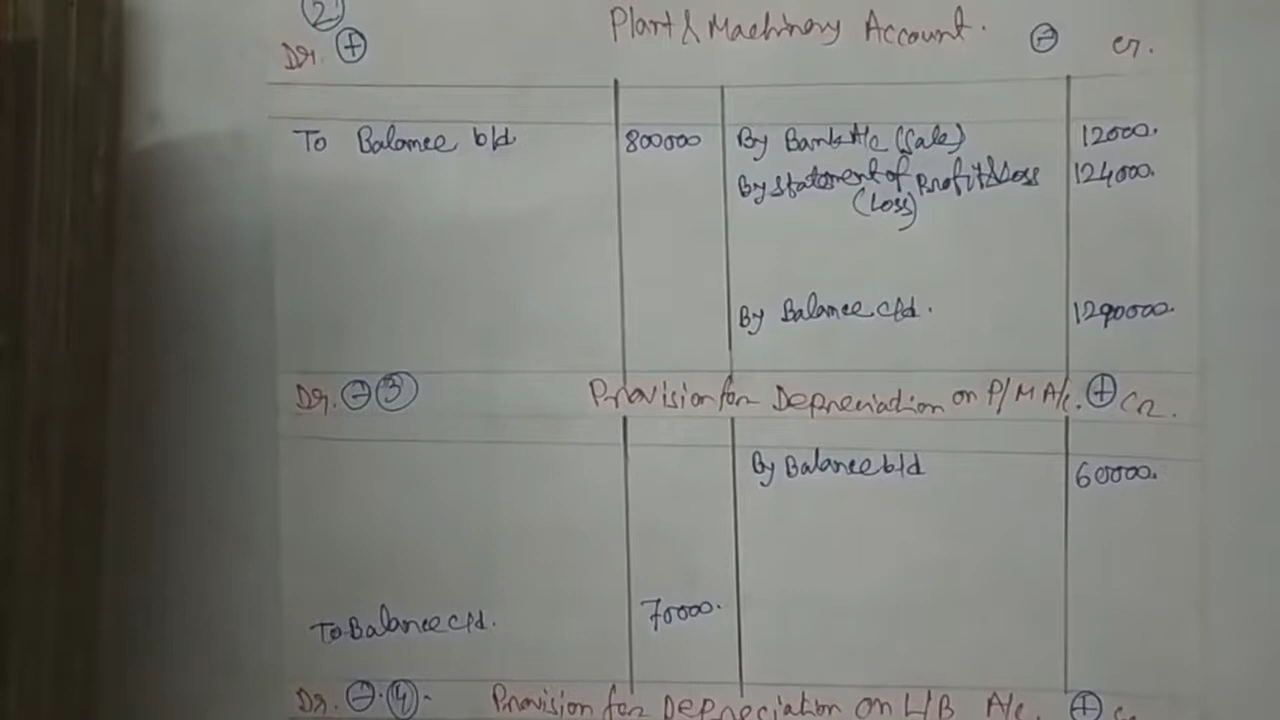 2
Plant & Machinery Account.
Dr. + - Cr.
To Balance b/d 800000 By Bank A/c (Sale) 12000.
By Statement of Profit & Loss 124000.
(Loss)
By Balance c/d. 1290000.
Dr. - 3 Provision for Depreciation on P/M A/c. + Cr.
By Balance b/d 60000.
To Balance c/d. 70000.
Dr. - 4 Provision for Depreciation on L/B A/c. +